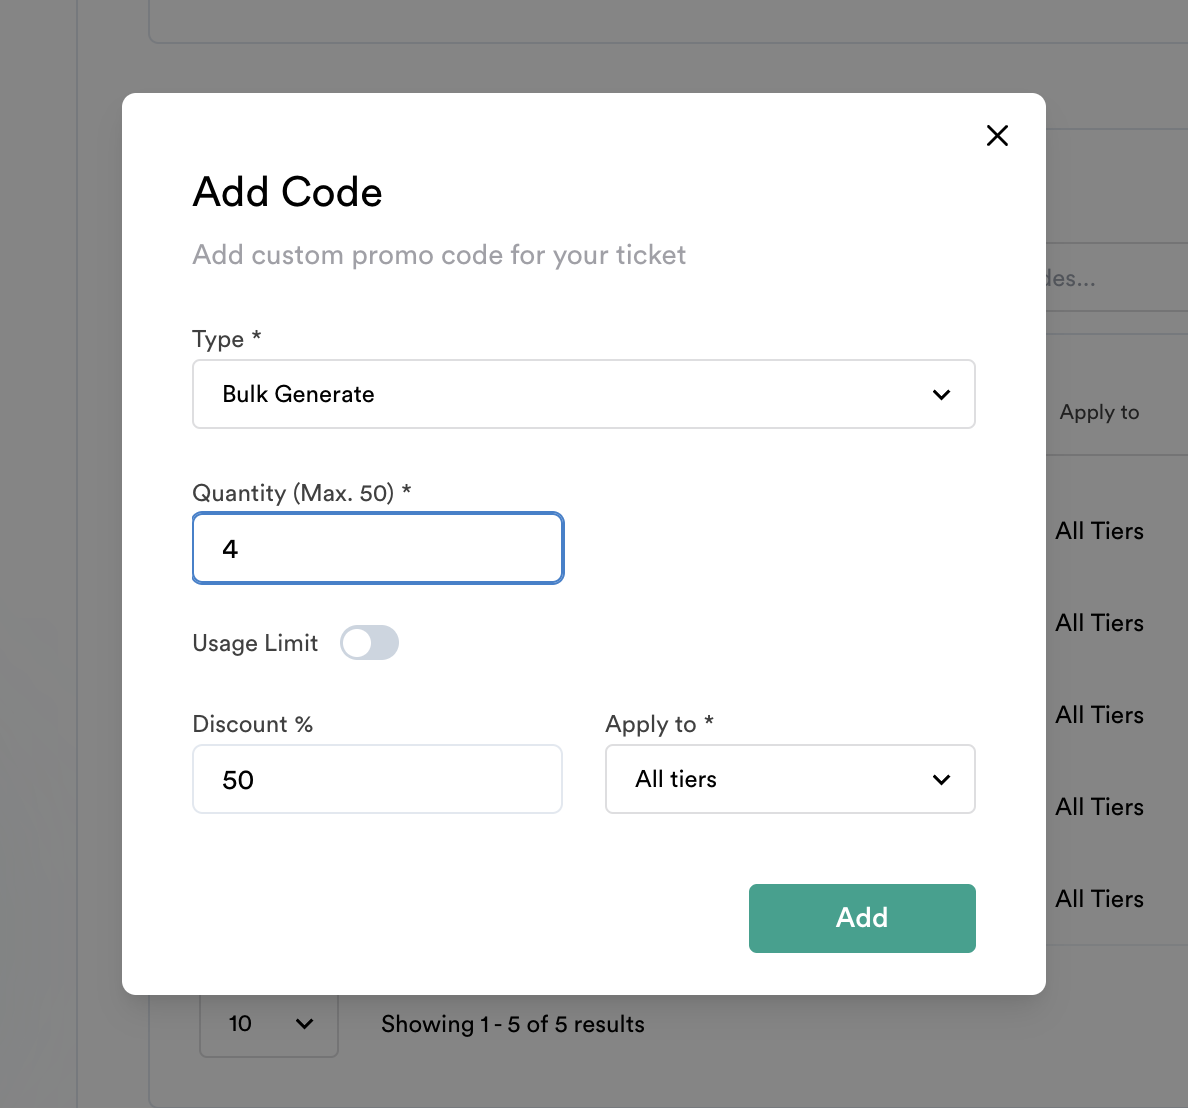 Add Code
Add custom promo code for your ticket
Type *
Bulk Generate
Quantity (Max. 50) *
4
Usage Limit
Discount %
50
Apply to *
All tiers
Add
Apply to
All Tiers
All Tiers
All Tiers
All Tiers
All Tiers
10
Showing 1 - 5 of 5 results